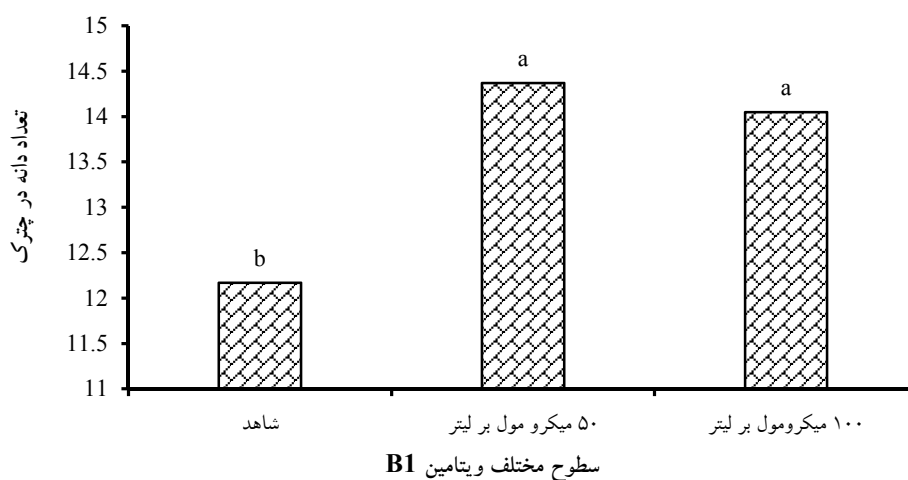 تعداد دانه در چترک
15
14.5
14
13.5
13
12.5
12
11.5
11
b
a
a
شاهد
۵۰ میکرو مول بر لیتر
۱۰۰ میکرومول بر لیتر
سطوح مختلف ویتامین B1